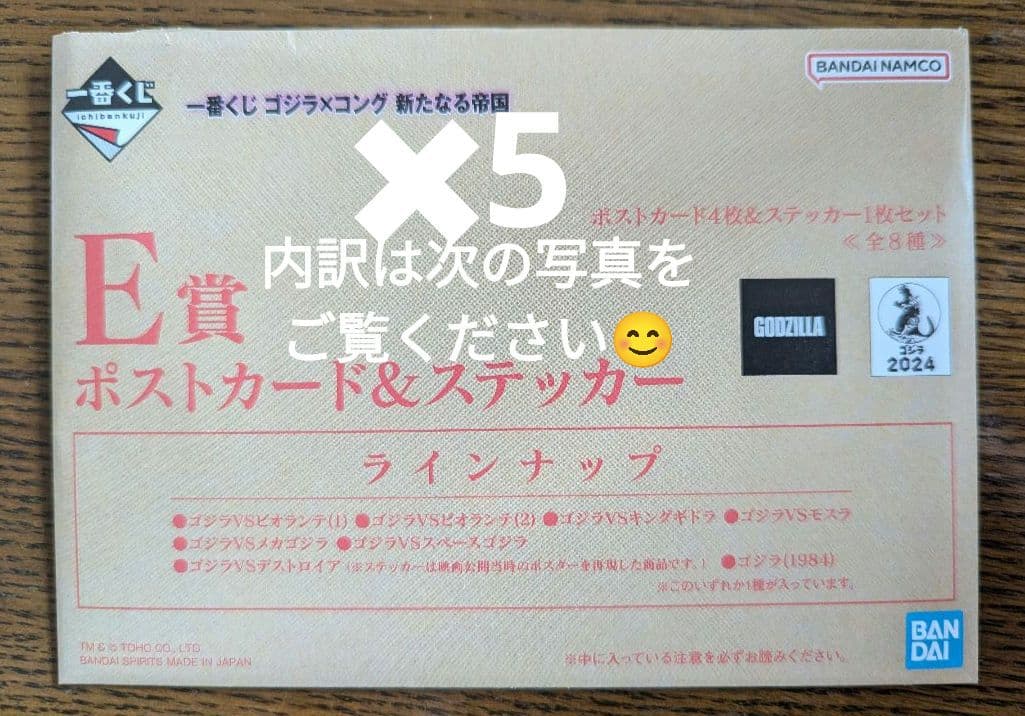 一番くじ
ichibankuji
一番くじ ゴジラ×コング 新たなる帝国
BANDAI NAMCO
✖5
ポストカード4枚&ステッカー1枚セット
≪全8種≫
内訳は次の写真を
ご覧ください😊
E賞
ポストカード&ステッカー
GODZILLA
ゴジラ
2024
ラインナップ
●ゴジラVSビオランテ(1) ●ゴジラVSビオランテ(2) ●ゴジラVSキングギドラ ●ゴジラVSモスラ
●ゴジラVSメカゴジラ ●ゴジラVSスペースゴジラ
●ゴジラVSデストロイア (※ステッカーは映画公開当時のポスターを再現した商品です。) ●ゴジラ(1984)
※このいずれか1種が入っています。
TM & © TOHO CO., LTD.
BANDAI SPIRITS MADE IN JAPAN
※中に入っている注意を必ずお読みください。
BAN
DAI